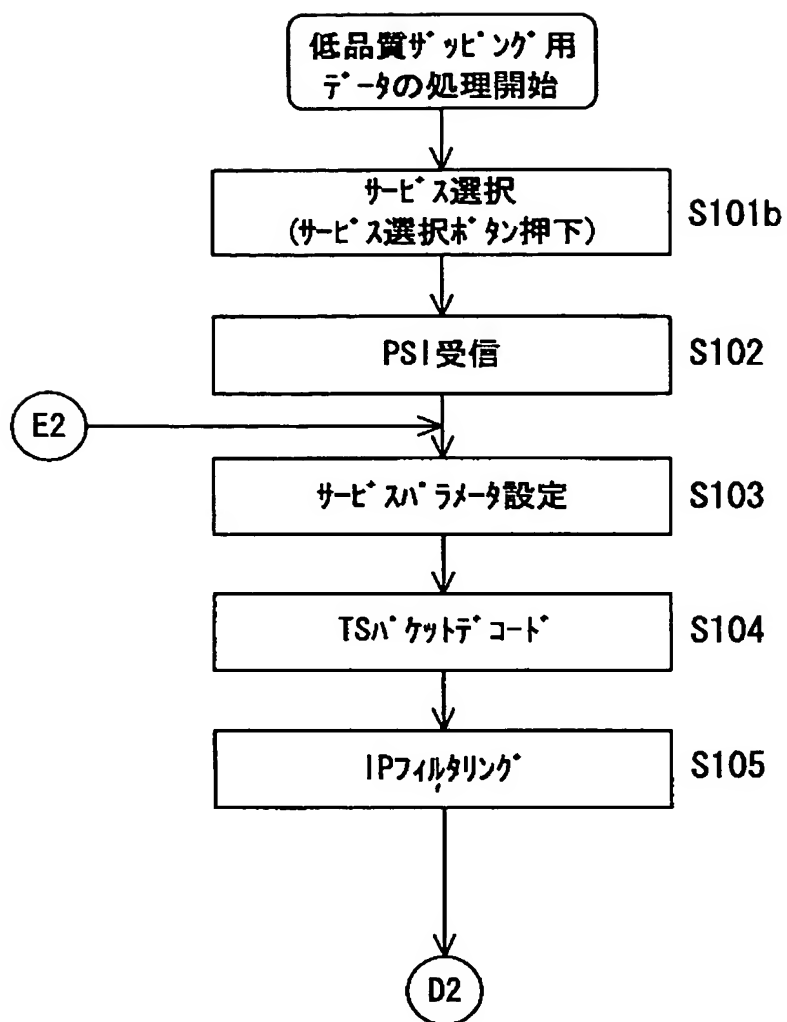 低品質ｻﾞｯﾋﾟﾝｸﾞ用
ﾃﾞｰﾀの処理開始
ｻｰﾋﾞｽ選択
(ｻｰﾋﾞｽ選択ﾎﾞﾀﾝ押下)
S101b
PSI受信
S102
E2
ｻｰﾋﾞｽﾊﾟﾗﾒｰﾀ設定
S103
TSﾊﾟｹｯﾄﾃﾞｺｰﾄﾞ
S104
IPﾌｨﾙﾀﾘﾝｸﾞ
S105
D2